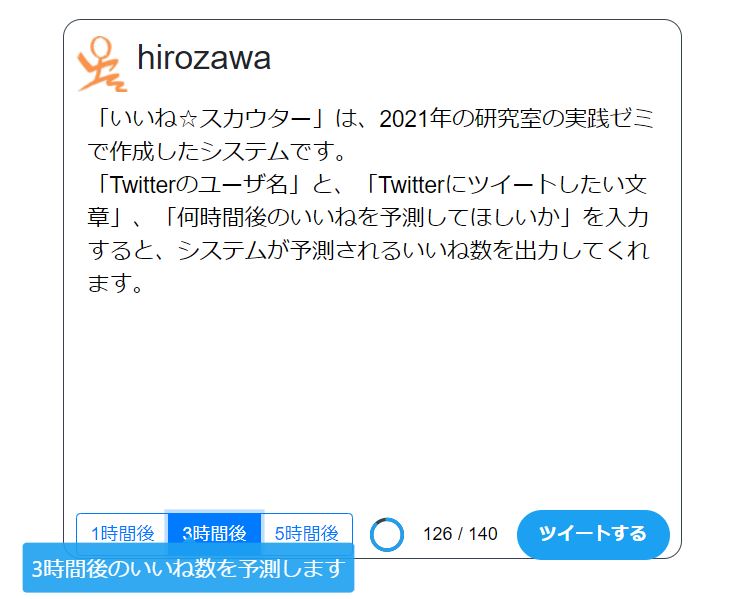 hirozawa
「いいね☆スカウター」は、2021年の研究室の実践ゼミ
で作成したシステムです。
「Twitterのユーザ名」と、「Twitterにツイートしたい文
章」、「何時間後のいいねを予測してほしいか」を入力
すると、システムが予測されるいいね数を出力してくれ
ます。
1時間後 3時間後 5時間後 126 / 140 ツイートする
3時間後のいいね数を予測します